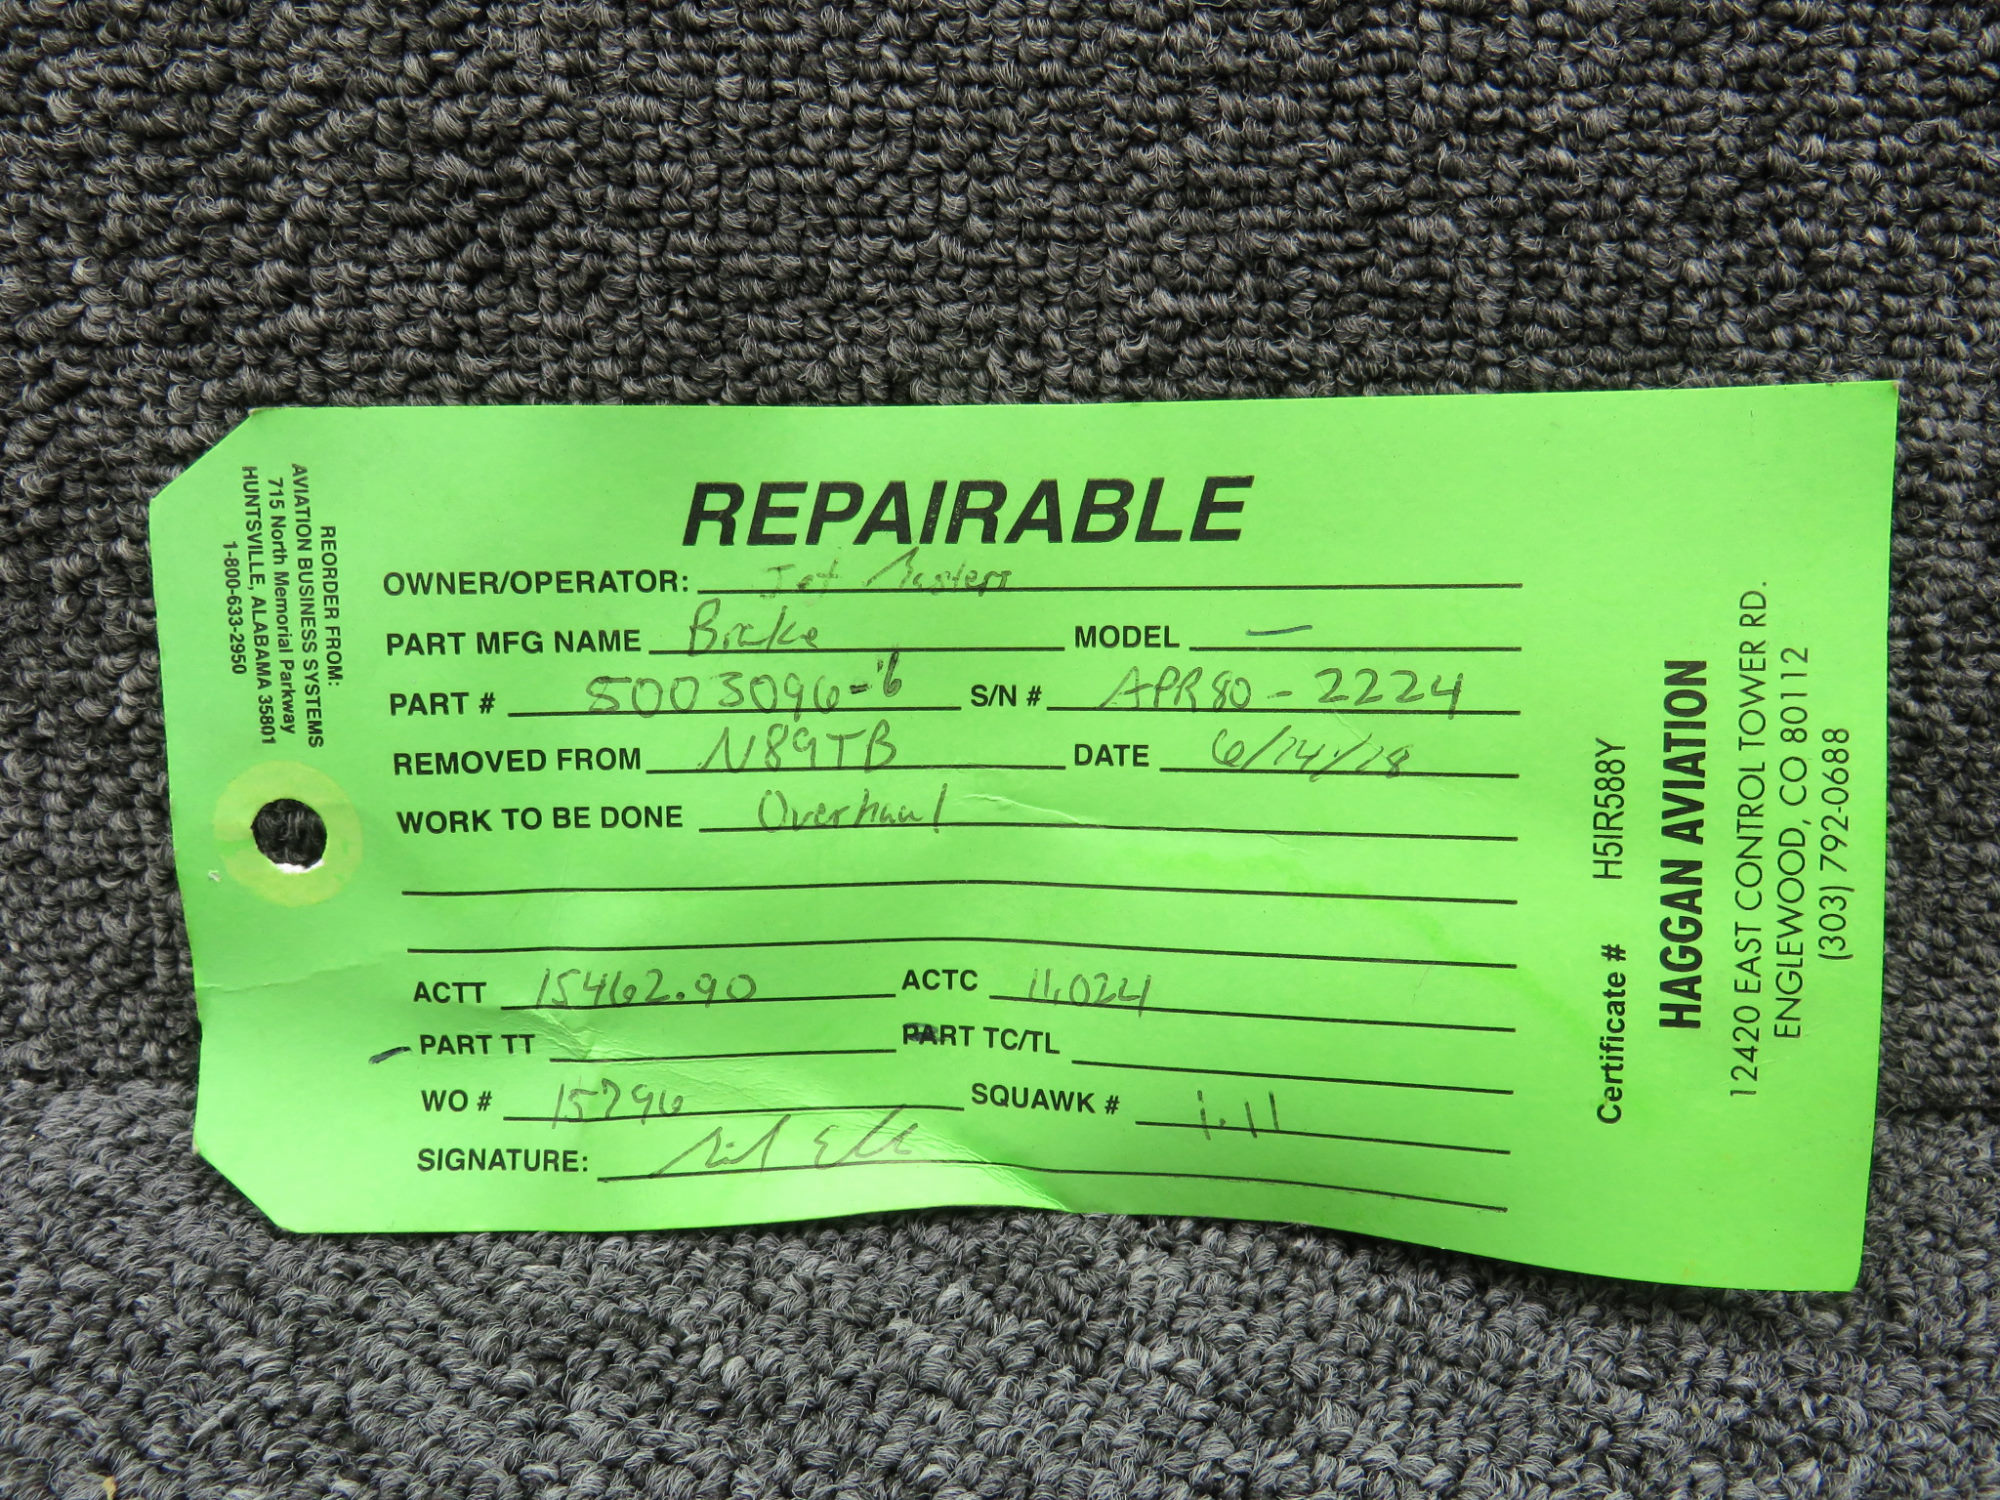 REPAIRABLE
OWNER/OPERATOR: Jet Masters
PART MFG NAME Brake MODEL —
PART # 5003096-6 S/N # APR80-2224
REMOVED FROM N89TB DATE 6/14/18
WORK TO BE DONE Overhaul
ACTT 15462.90 ACTC 11,024
PART TT PART TC/TL
WO # 15796 SQUAWK # 1.11
SIGNATURE:
REORDER FROM:
AVIATION BUSINESS SYSTEMS
715 North Memorial Parkway
HUNTSVILLE, ALABAMA 35801
1-800-633-2950
Certificate # H5IR588Y
HAGGAN AVIATION
12420 EAST CONTROL TOWER RD.
ENGLEWOOD, CO 80112
(303) 792-0688